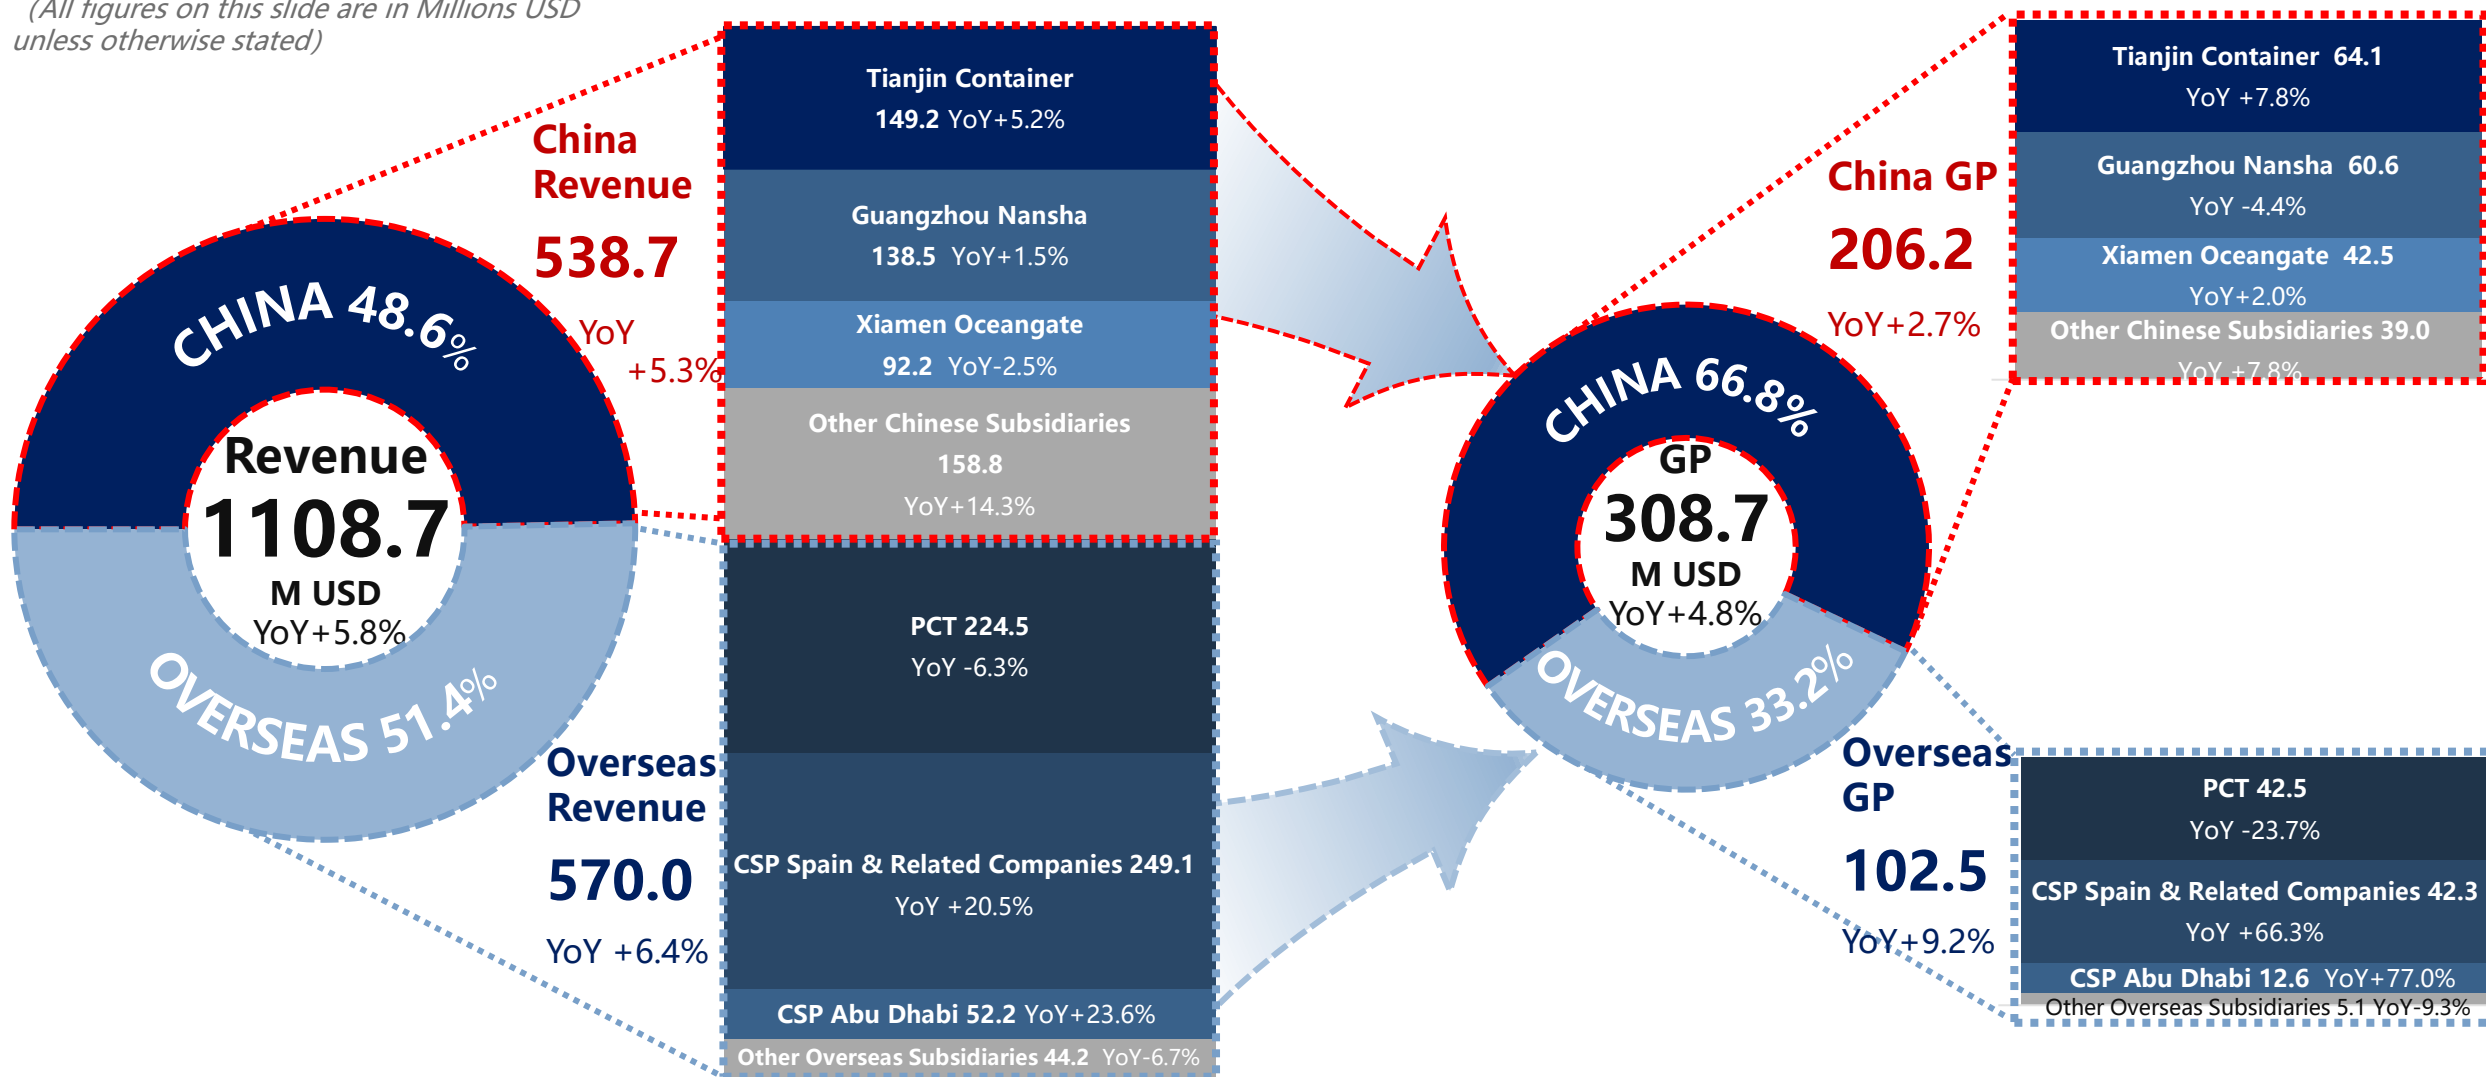 (All figures on this slide are in Millions USD
unless otherwise stated)
CHINA 48.6%
Revenue
1108.7
M USD
YoY+5.8%
OVERSEAS 51.4%
China
Revenue
538.7
YoY
+5.3%
Tianjin Container
149.2 YoY+5.2%
Guangzhou Nansha
138.5 YoY+1.5%
Xiamen Oceangate
92.2 YoY-2.5%
Other Chinese Subsidiaries
158.8
YoY+14.3%
Overseas
Revenue
570.0
YoY +6.4%
PCT 224.5
YoY -6.3%
CSP Spain & Related Companies 249.1
YoY +20.5%
CSP Abu Dhabi 52.2 YoY+23.6%
Other Overseas Subsidiaries 44.2 YoY-6.7%
CHINA 66.8%
GP
308.7
M USD
YoY+4.8%
OVERSEAS 33.2%
China GP
206.2
YoY+2.7%
Tianjin Container 64.1
YoY +7.8%
Guangzhou Nansha 60.6
YoY -4.4%
Xiamen Oceangate 42.5
YoY+2.0%
Other Chinese Subsidiaries 39.0
YoY +7.8%
Overseas
GP
102.5
YoY+9.2%
PCT 42.5
YoY -23.7%
CSP Spain & Related Companies 42.3
YoY +66.3%
CSP Abu Dhabi 12.6 YoY+77.0%
Other Overseas Subsidiaries 5.1 YoY-9.3%